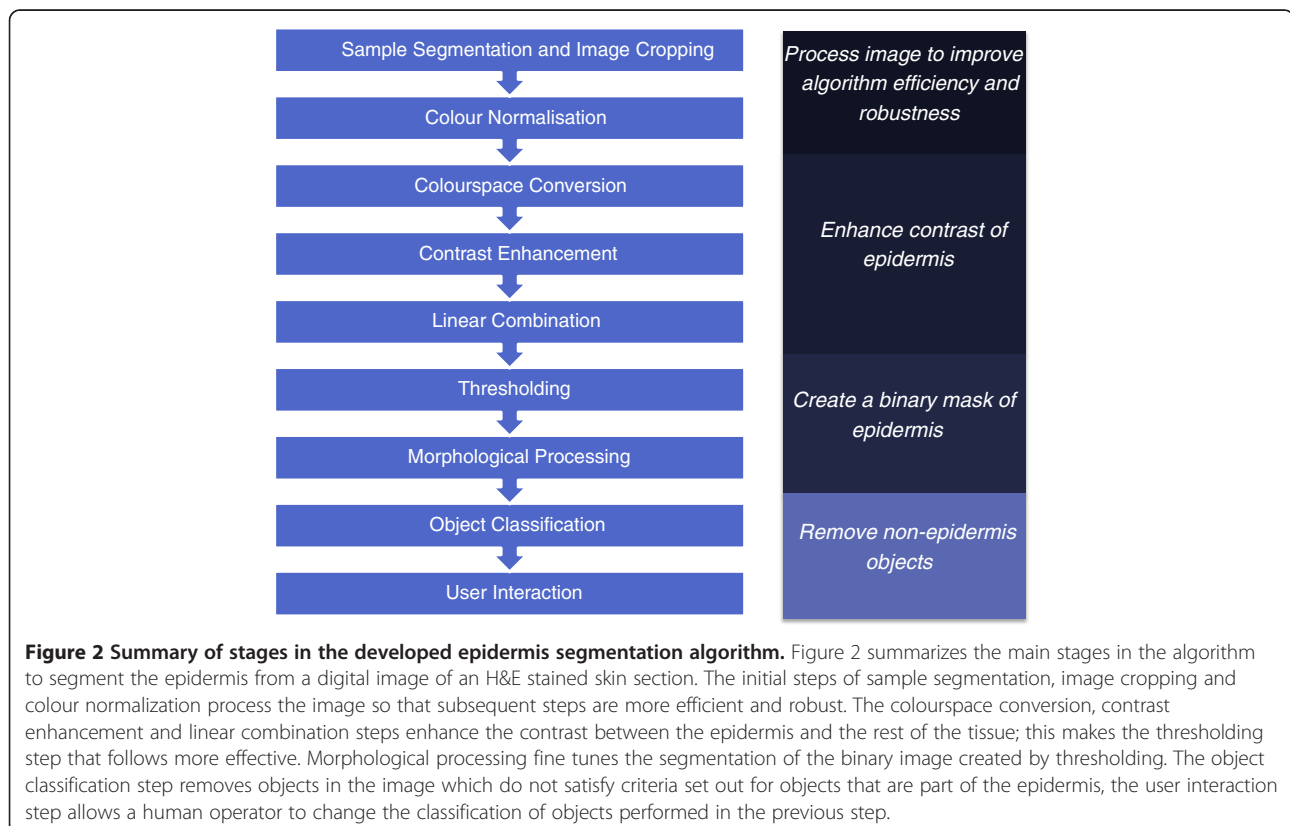 Sample Segmentation and Image Cropping
Colour Normalisation
Colourspace Conversion
Contrast Enhancement
Linear Combination
Thresholding
Morphological Processing
Object Classification
User Interaction
Process image to improve
algorithm efficiency and
robustness
Enhance contrast of
epidermis
Create a binary mask of
epidermis
Remove non-epidermis
objects
Figure 2 Summary of stages in the developed epidermis segmentation algorithm. Figure 2 summarizes the main stages in the algorithm
to segment the epidermis from a digital image of an H&E stained skin section. The initial steps of sample segmentation, image cropping and
colour normalization process the image so that subsequent steps are more efficient and robust. The colourspace conversion, contrast
enhancement and linear combination steps enhance the contrast between the epidermis and the rest of the tissue; this makes the thresholding
step that follows more effective. Morphological processing fine tunes the segmentation of the binary image created by thresholding. The object
classification step removes objects in the image which do not satisfy criteria set out for objects that are part of the epidermis, the user interaction
step allows a human operator to change the classification of objects performed in the previous step.